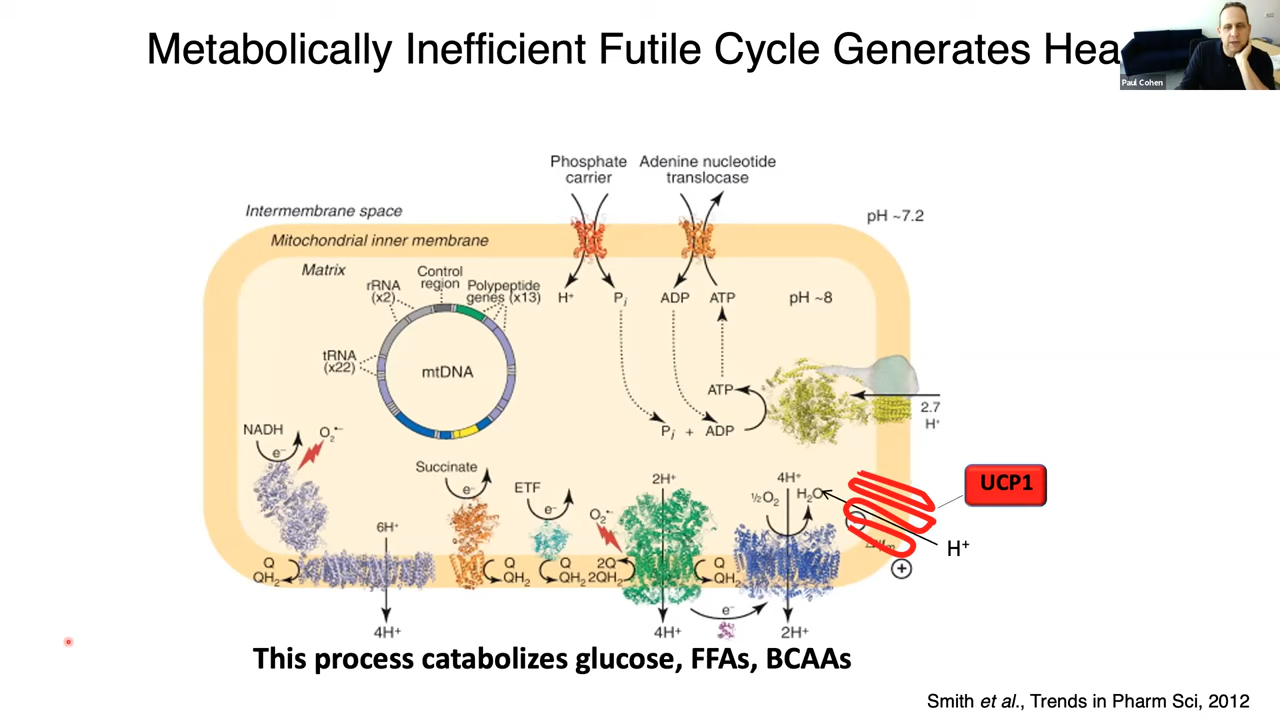 Metabolically Inefficient Futile Cycle Generates Hea
Paul Cohen
Phosphate
carrier
Adenine nucleotide
translocase
Intermembrane space
pH ~7.2
Mitochondrial inner membrane
Matrix
rRNA
(x2)
Control
region
Polypeptide
genes (x13)
H⁺
Pᵢ
ADP
ATP
pH ~8
tRNA
(x22)
mtDNA
ATP
2.7
H⁺
Pᵢ + ADP
NADH
e⁻
O₂•⁻
Succinate
e⁻
ETF
e⁻
O₂•⁻
2H⁺
4H⁺
½O₂
H₂O
UCP1
H⁺
6H⁺
Q
QH₂
Q
QH₂
Q
QH₂
2Q
2QH₂
Q
QH₂
e⁻
4H⁺
4H⁺
2H⁺
This process catabolizes glucose, FFAs, BCAAs
Smith et al., Trends in Pharm Sci, 2012